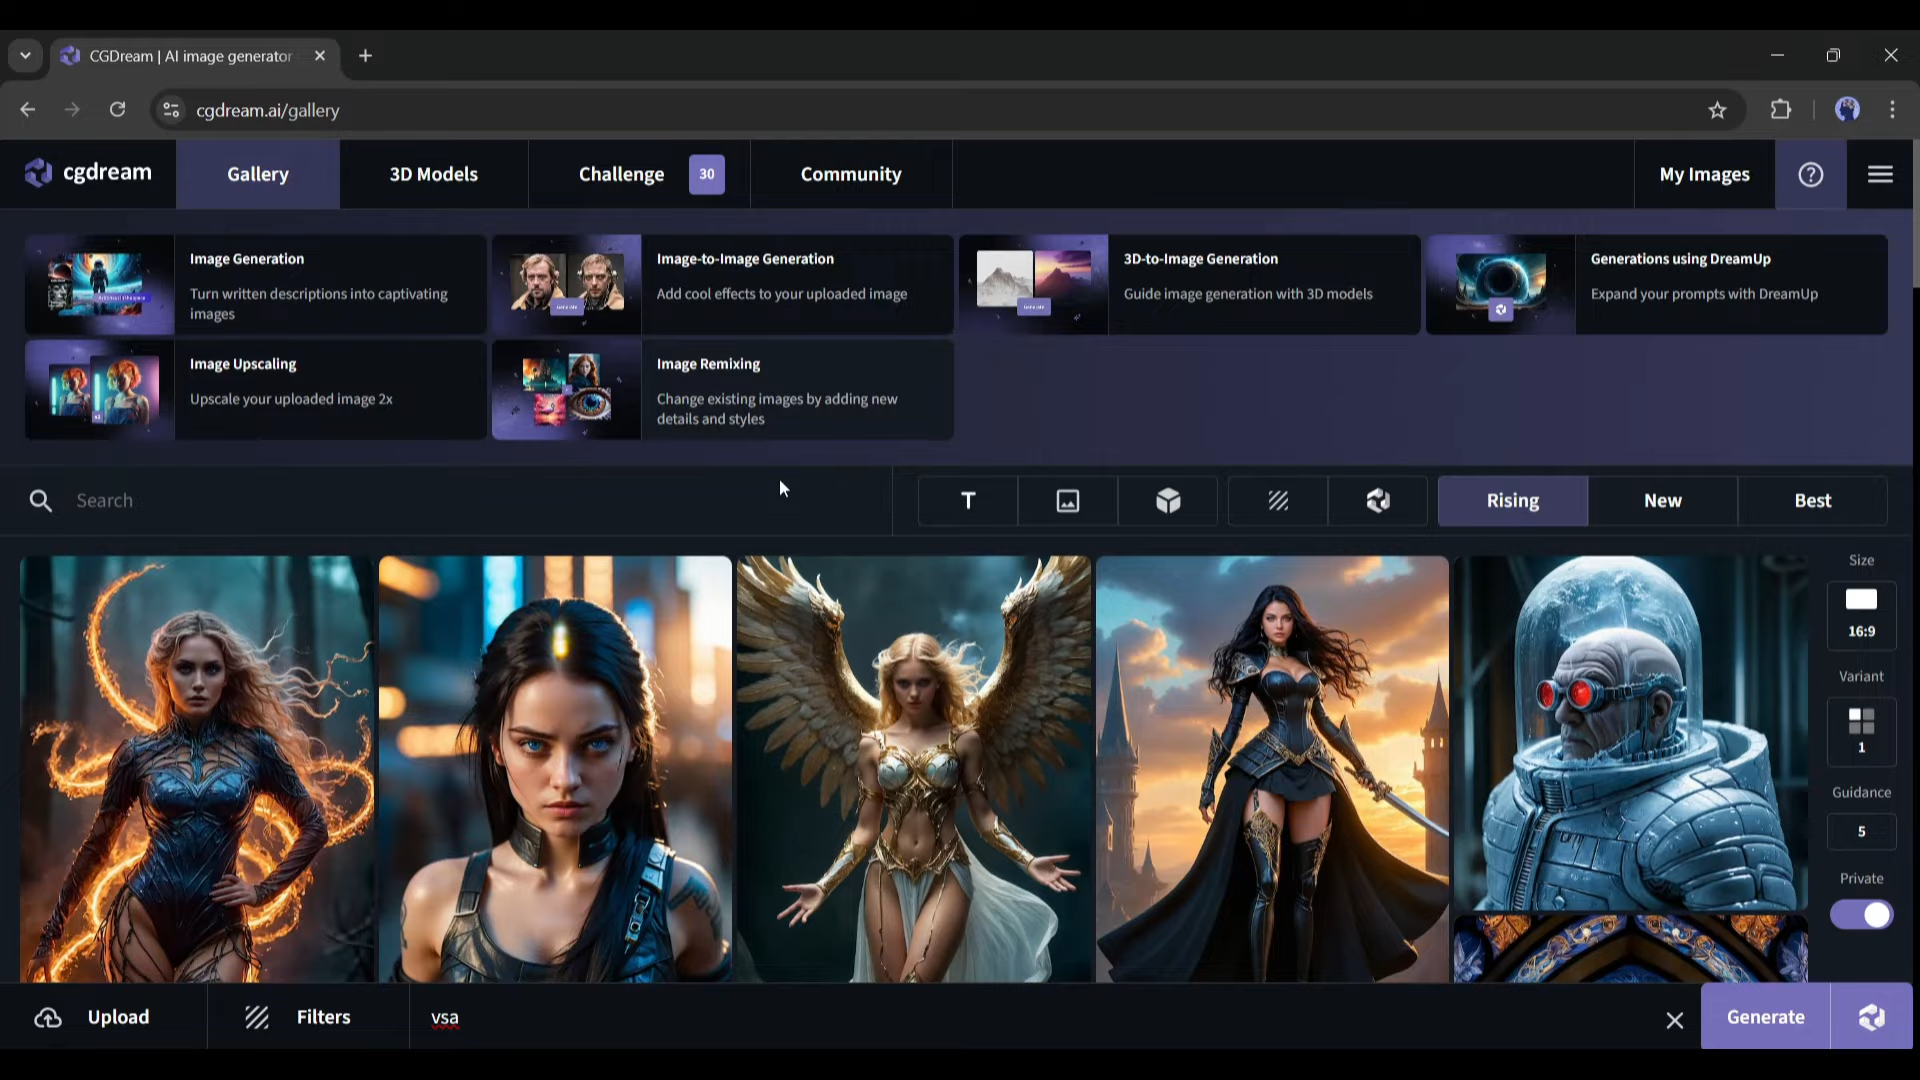 CGDream | AI image generator
cgdream.ai/gallery
cgdream
Gallery
3D Models
Challenge
30
Community
My Images
Image Generation
Turn written descriptions into captivating
images
Image-to-Image Generation
Add cool effects to your uploaded image
3D-to-Image Generation
Guide image generation with 3D models
Generations using DreamUp
Expand your prompts with DreamUp
Image Upscaling
Upscale your uploaded image 2x
Image Remixing
Change existing images by adding new
details and styles
Search
T
Rising
New
Best
Size
16:9
Variant
1
Guidance
5
Private
Upload
Filters
vsa
Generate